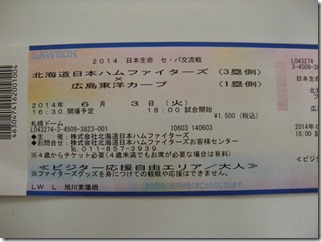 LAWSON
2014 日本生命 セ・パ交流戦
北海道日本ハムファイターズ (3塁側)
×
広島東洋カープ (1塁側)
2014年 6月 3日 (火)
16:30 開場予定 18:00 試合開始 ¥1,500 (税込)
札幌ドーム
L043274-3-4509-3823-001 10603 140603
◆主催:株式会社北海道日本ハムファイターズ
◆お問合せ:株式会社北海道日本ハムファイターズお客様センター
TEL.011-857-3939
＊4歳からチケット必要(4歳未満でもお席が必要な場合は有料)
≪ビジター応援自由エリア／大人≫
※ファイターズグッズを身につけての観戦や応援はできません。
LW L 旭川東鷹栖
46307416200100４
L043274
3-4509